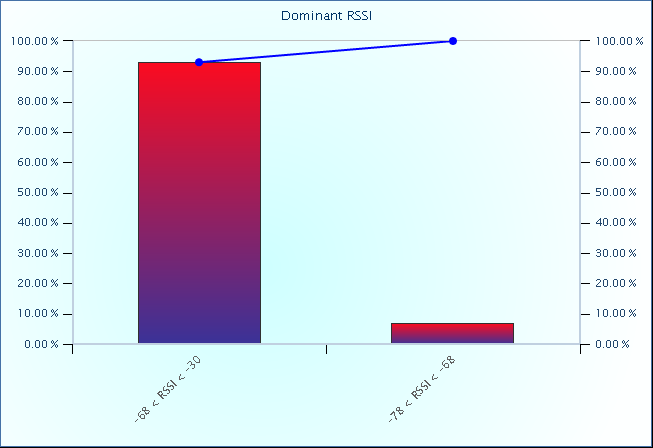 Dominant RSSI
100.00 % 100.00 %
90.00 % 90.00 %
80.00 % 80.00 %
70.00 % 70.00 %
60.00 % 60.00 %
50.00 % 50.00 %
40.00 % 40.00 %
30.00 % 30.00 %
20.00 % 20.00 %
10.00 % 10.00 %
0.00 % 0.00 %
-68 < RSSI < -30
-78 < RSSI < -68